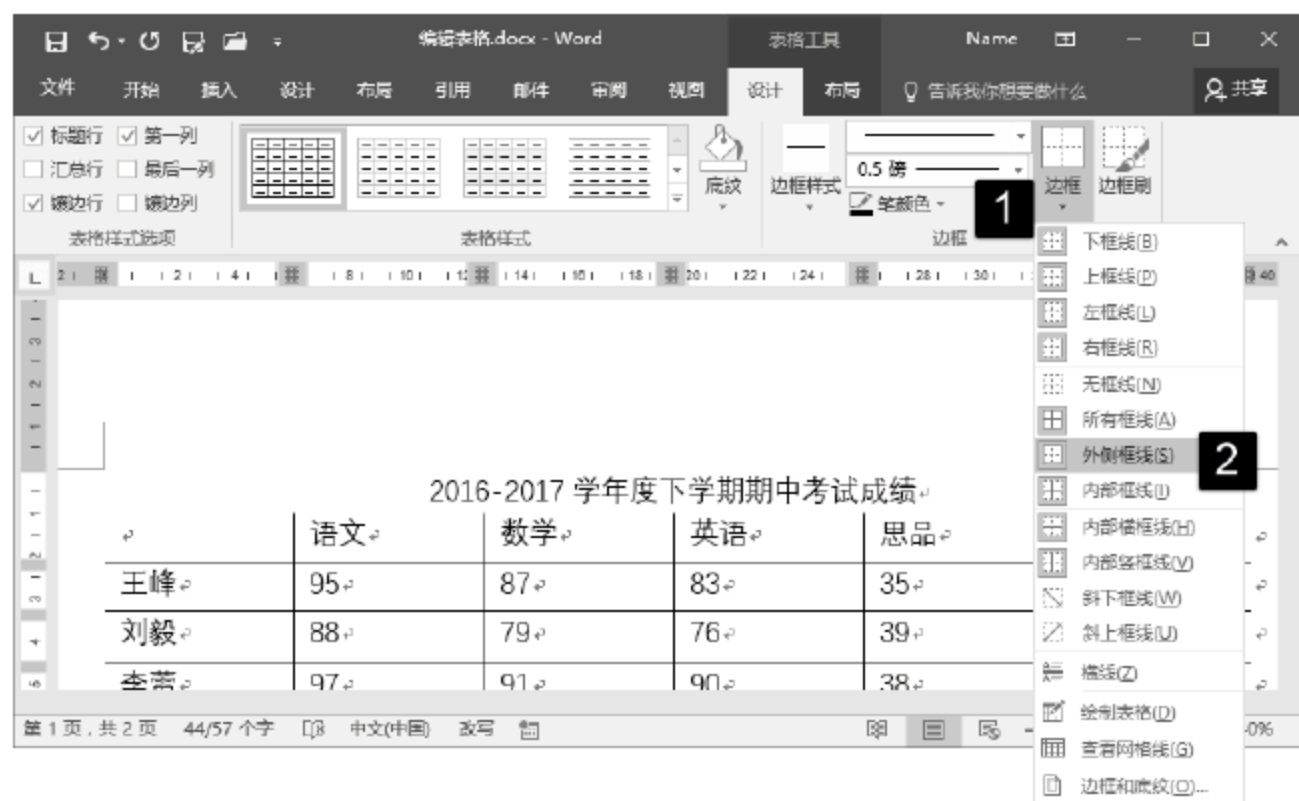 编辑表格.docx - Word 表格工具 Name
文件 开始 插入 设计 布局 引用 邮件 审阅 视图 设计 布局 告诉我你想要做什么 共享
标题行 第一列
汇总行 最后一列
镶边行 镶边列
表格样式选项
表格样式
底纹
边框样式
0.5 磅
笔颜色
边框
边框
边框刷
1
下框线(B)
上框线(P)
左框线(L)
右框线(R)
无框线(N)
所有框线(A)
外侧框线(S)
2
内部框线(I)
内部横框线(H)
内部竖框线(V)
斜下框线(W)
斜上框线(U)
横线(Z)
绘制表格(D)
查看网格线(G)
边框和底纹(O)...
2016-2017 学年度下学期期中考试成绩
语文 数学 英语 思品
王峰 95 87 83 35
刘毅 88 79 76 39
李蕾 97 91 90 38
第 1 页，共 2 页 44/57 个字 中文(中国) 改写